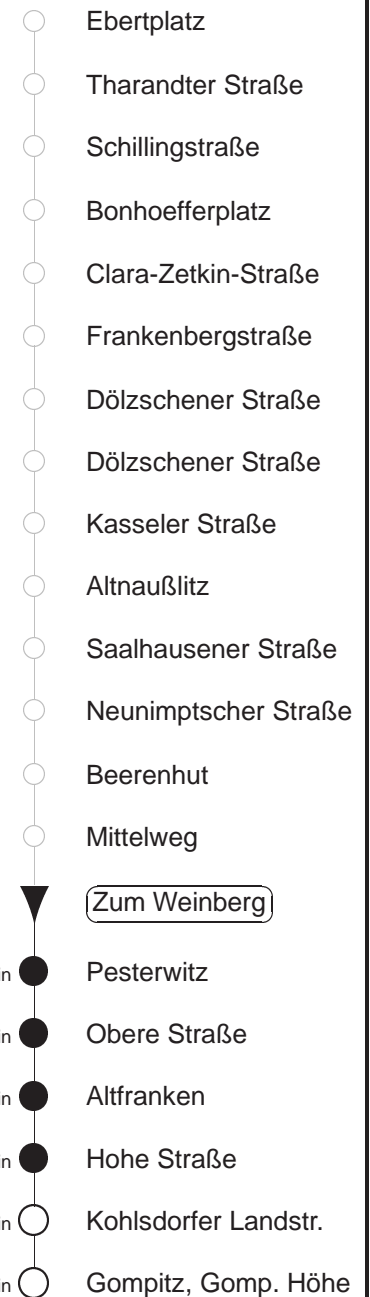 Ebertplatz
Tharandter Straße
Schillingstraße
Bonhoefferplatz
Clara-Zetkin-Straße
Frankenbergstraße
Dölzschener Straße
Dölzschener Straße
Kasseler Straße
Altnaußlitz
Saalhausener Straße
Neunimptscher Straße
Beerenhut
Mittelweg
Zum Weinberg
Pesterwitz
Obere Straße
Altfranken
Hohe Straße
Kohlsdorfer Landstr.
Gompitz, Gomp. Höhe